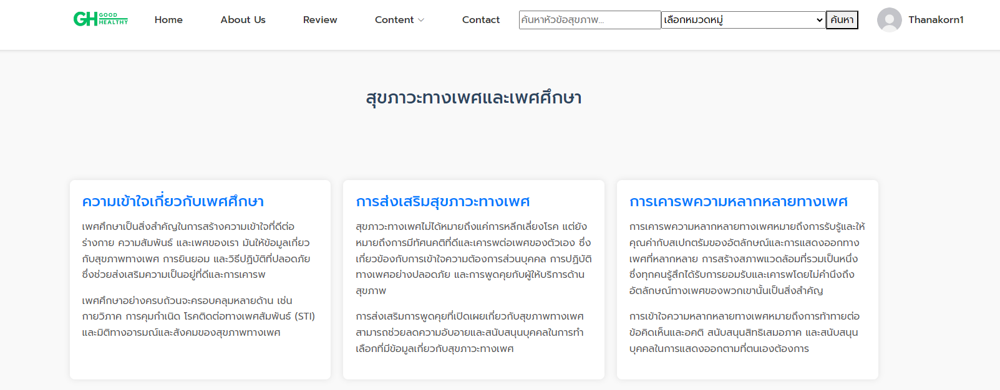 GH GOOD HEALTHY Home About Us Review Content Contact ค้นหาหัวข้อสุขภาพ... เลือกหมวดหมู่ ค้นหา Thanakorn1
สุขภาวะทางเพศและเพศศึกษา
ความเข้าใจเกี่ยวกับเพศศึกษา
เพศศึกษาเป็นสิ่งสำคัญในการสร้างความเข้าใจที่ดีต่อ
ร่างกาย ความสัมพันธ์ และเพศของเรา มันให้ข้อมูลเกี่ยว
กับสุขภาพทางเพศ การยินยอม และวิธีปฏิบัติที่ปลอดภัย
ซึ่งช่วยส่งเสริมความเป็นอยู่ที่ดีและการเคารพ
เพศศึกษาอย่างครบถ้วนจะครอบคลุมหลายด้าน เช่น
กายวิภาค การคุมกำเนิด โรคติดต่อทางเพศสัมพันธ์ (STI)
และมิติทางอารมณ์และสังคมของสุขภาพทางเพศ
การส่งเสริมสุขภาวะทางเพศ
สุขภาวะทางเพศไม่ได้หมายถึงแค่การหลีกเลี่ยงโรค แต่ยัง
หมายถึงการมีทัศนคติที่ดีและเคารพต่อเพศของตัวเอง ซึ่ง
เกี่ยวข้องกับการเข้าใจความต้องการส่วนบุคคล การปฏิบัติ
ทางเพศอย่างปลอดภัย และการพูดคุยกับผู้ให้บริการด้าน
สุขภาพ
การส่งเสริมการพูดคุยที่เปิดเผยเกี่ยวกับสุขภาพทางเพศ
สามารถช่วยลดความอับอายและสนับสนุนบุคคลในการทำ
เลือกที่มีข้อมูลเกี่ยวกับสุขภาวะทางเพศ
การเคารพความหลากหลายทางเพศ
การเคารพความหลากหลายทางเพศหมายถึงการรับรู้และให้
คุณค่ากับสเปกตรัมของอัตลักษณ์และการแสดงออกทาง
เพศที่หลากหลาย การสร้างสภาพแวดล้อมที่รวมเป็นหนึ่ง
ซึ่งทุกคนรู้สึกได้รับการยอมรับและเคารพโดยไม่คำนึงถึง
อัตลักษณ์ทางเพศของพวกเขานั้นเป็นสิ่งสำคัญ
การเข้าใจความหลากหลายทางเพศหมายถึงการท้าทายต่อ
ข้อคิดเห็นและอคติ สนับสนุนสิทธิเสมอภาค และสนับสนุน
บุคคลในการแสดงออกตามที่ตนเองต้องการ